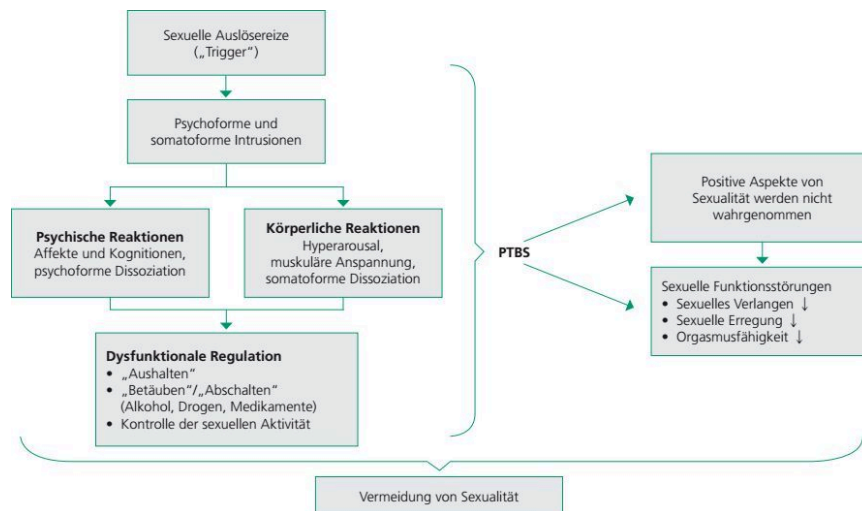 Sexuelle Auslösereize
(„Trigger“)
Psychoforme und
somatoforme Intrusionen
Psychische Reaktionen
Affekte und Kognitionen,
psychoforme Dissoziation
Körperliche Reaktionen
Hyperarousal,
muskuläre Anspannung,
somatoforme Dissoziation
Dysfunktionale Regulation
• „Aushalten“
• „Betäuben“/„Abschalten“
(Alkohol, Drogen, Medikamente)
• Kontrolle der sexuellen Aktivität
PTBS
Positive Aspekte von
Sexualität werden nicht
wahrgenommen
Sexuelle Funktionsstörungen
• Sexuelles Verlangen ↓
• Sexuelle Erregung ↓
• Orgasmusfähigkeit ↓
Vermeidung von Sexualität